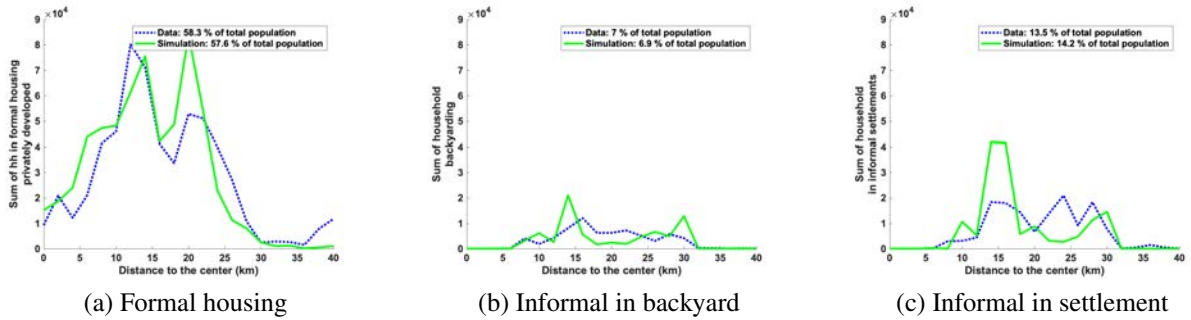 ×10⁴
9
8
7
6
5
4
3
2
1
0
Sum of hh in formal housing
privately developed
Data: 58.3 % of total population
Simulation: 57.6 % of total population
0 5 10 15 20 25 30 35 40
Distance to the center (km)
(a) Formal housing
×10⁴
9
8
7
6
5
4
3
2
1
0
Sum of household
backyarding
Data: 7 % of total population
Simulation: 6.9 % of total population
0 5 10 15 20 25 30 35 40
Distance to the center (km)
(b) Informal in backyard
×10⁴
9
8
7
6
5
4
3
2
1
0
Sum of household
in informal settlements
Data: 13.5 % of total population
Simulation: 14.2 % of total population
0 5 10 15 20 25 30 35 40
Distance to the center (km)
(c) Informal in settlement